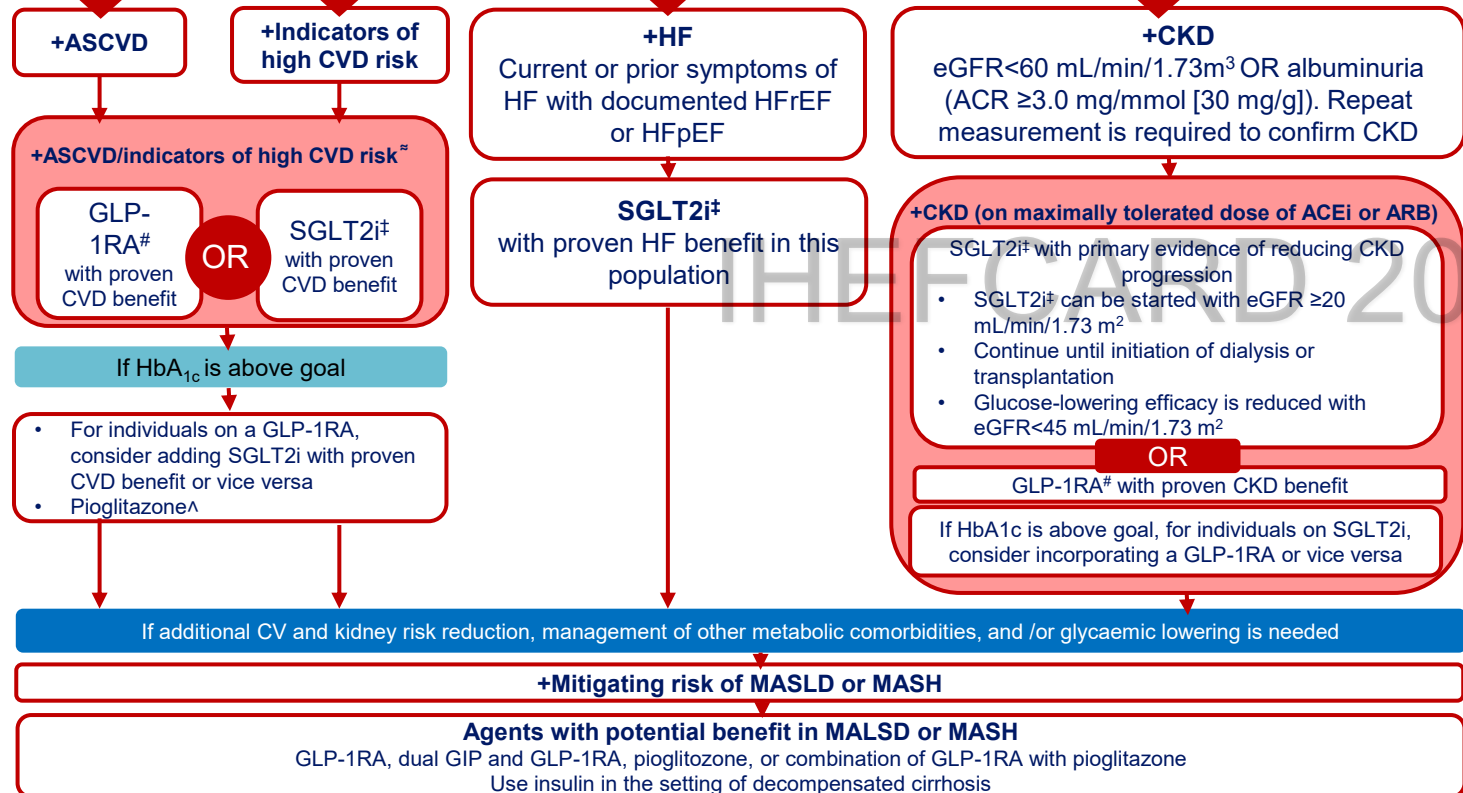 +ASCVD
+Indicators of
high CVD risk
+ASCVD/indicators of high CVD risk≈
GLP-
1RA#
with proven
CVD benefit
OR
SGLT2i‡
with proven
CVD benefit
If HbA1c is above goal
• For individuals on a GLP-1RA,
consider adding SGLT2i with proven
CVD benefit or vice versa
• Pioglitazone^
+HF
Current or prior symptoms of
HF with documented HFrEF
or HFpEF
SGLT2i‡
with proven HF benefit in this
population
+CKD
eGFR<60 mL/min/1.73m³ OR albuminuria
(ACR ≥3.0 mg/mmol [30 mg/g]). Repeat
measurement is required to confirm CKD
+CKD (on maximally tolerated dose of ACEi or ARB)
SGLT2i‡ with primary evidence of reducing CKD
progression
• SGLT2i‡ can be started with eGFR ≥20
mL/min/1.73 m²
• Continue until initiation of dialysis or
transplantation
• Glucose-lowering efficacy is reduced with
eGFR<45 mL/min/1.73 m²
OR
GLP-1RA# with proven CKD benefit
If HbA1c is above goal, for individuals on SGLT2i,
consider incorporating a GLP-1RA or vice versa
IHEFCARD 20
If additional CV and kidney risk reduction, management of other metabolic comorbidities, and /or glycaemic lowering is needed
+Mitigating risk of MASLD or MASH
Agents with potential benefit in MALSD or MASH
GLP-1RA, dual GIP and GLP-1RA, pioglitozone, or combination of GLP-1RA with pioglitazone
Use insulin in the setting of decompensated cirrhosis